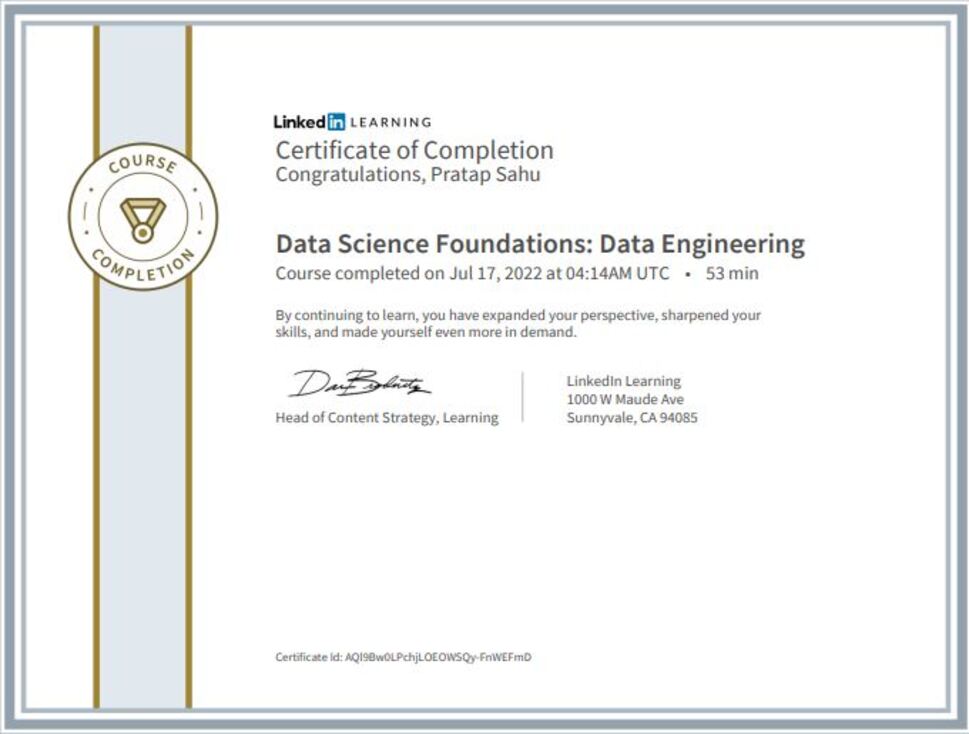 COURSE
COMPLETION
Linked in LEARNING
Certificate of Completion
Congratulations, Pratap Sahu
Data Science Foundations: Data Engineering
Course completed on Jul 17, 2022 at 04:14AM UTC • 53 min
By continuing to learn, you have expanded your perspective, sharpened your
skills, and made yourself even more in demand.
Head of Content Strategy, Learning
LinkedIn Learning
1000 W Maude Ave
Sunnyvale, CA 94085
Certificate Id: AQI9Bw0LPchjLOEOWSQy-FnWEFmD